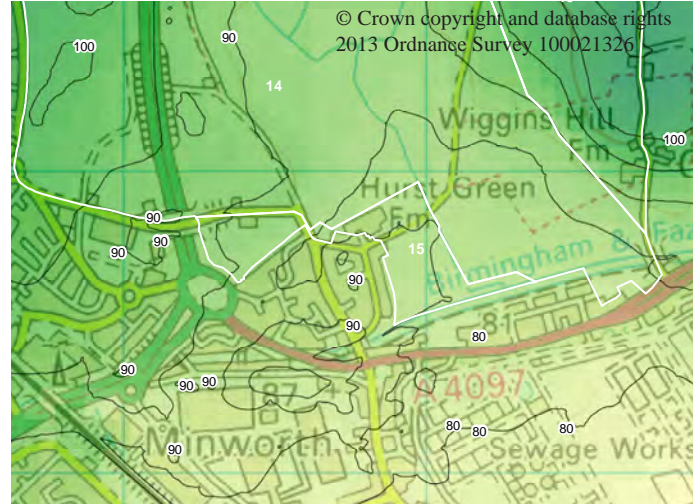 © Crown copyright and database rights
2013 Ordnance Survey 100021326
90
100
14
Wiggins Hill
Fm
100
Hurst Green
Fm
90
90
90
15
Birmingham & Faz
90
90
80
81
90
90
90
87
A 4097
90
Minworth
80
80
80
Sewage Works